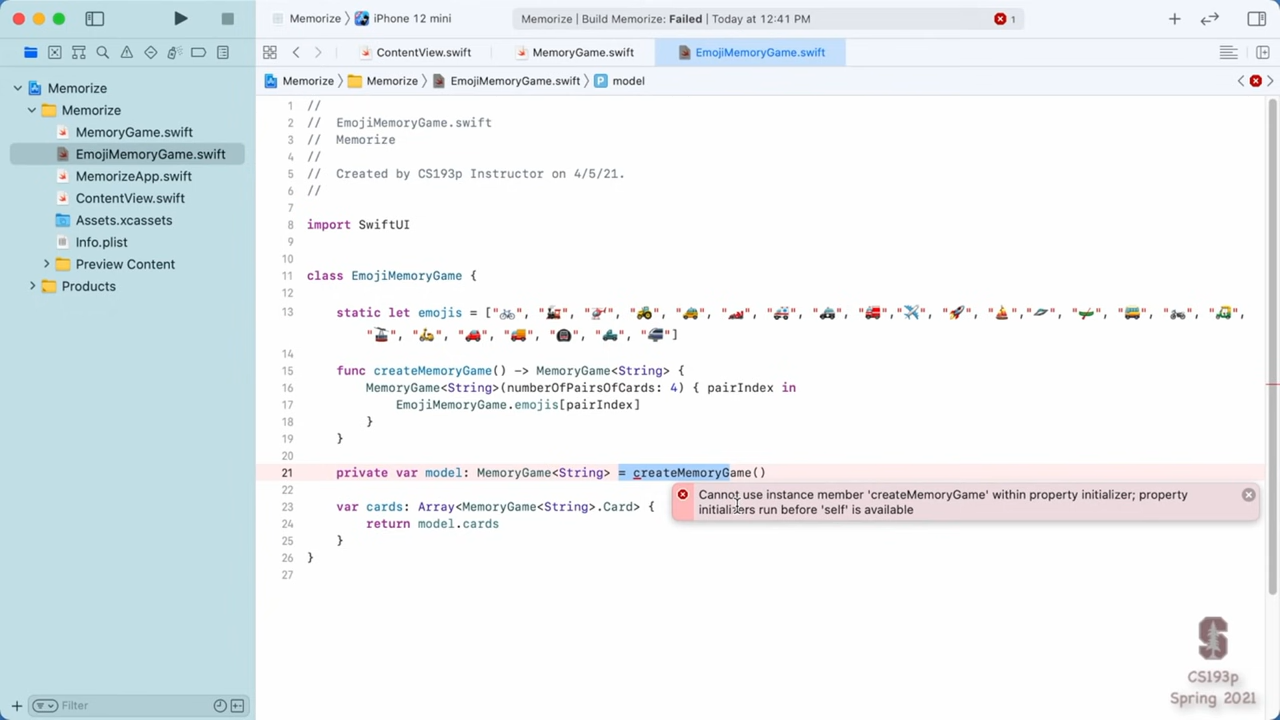 Memorize 〉 iPhone 12 mini
Memorize | Build Memorize: Failed | Today at 12:41 PM
1
ContentView.swift
MemoryGame.swift
EmojiMemoryGame.swift
Memorize 〉 Memorize 〉 EmojiMemoryGame.swift 〉 P model
Memorize
Memorize
MemoryGame.swift
EmojiMemoryGame.swift
MemorizeApp.swift
ContentView.swift
Assets.xcassets
Info.plist
Preview Content
Products
Filter
1 //
2 // EmojiMemoryGame.swift
3 // Memorize
4 //
5 // Created by CS193p Instructor on 4/5/21.
6 //
7
8 import SwiftUI
9
10
11 class EmojiMemoryGame {
12
13 static let emojis = ["🚲", "🚂", "🚁", "🚜", "🚕", "🏎", "🚑", "🚓", "🚒","✈️", "🚀", "⛵️","🛸", "🛶", "🚌", "🏍", "🛺",
"🚠", "🛵", "🚗", "🚚", "🚇", "🛻", "🚝"]
14
15 func createMemoryGame() -> MemoryGame<String> {
16 MemoryGame<String>(numberOfPairsOfCards: 4) { pairIndex in
17 EmojiMemoryGame.emojis[pairIndex]
18 }
19 }
20
21 private var model: MemoryGame<String> = createMemoryGame()
Cannot use instance member 'createMemoryGame' within property initializer; property
initializers run before 'self' is available
22
23 var cards: Array<MemoryGame<String>.Card> {
24 return model.cards
25 }
26 }
27
S
CS193p
Spring 2021